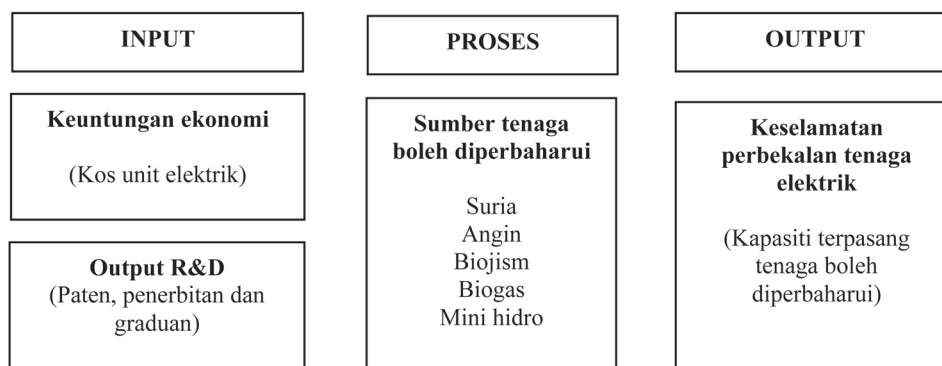 INPUT
PROSES
OUTPUT
Keuntungan ekonomi
(Kos unit elektrik)
Output R&D
(Paten, penerbitan dan
graduan)
Sumber tenaga
boleh diperbaharui
Suria
Angin
Biojism
Biogas
Mini hidro
Keselamatan
perbekalan tenaga
elektrik
(Kapasiti terpasang
tenaga boleh
diperbaharui)